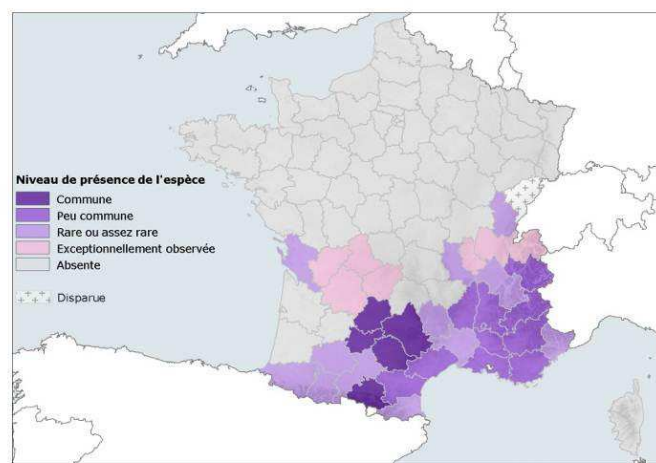 Niveau de présence de l'espèce
Commune
Peu commune
Rare ou assez rare
Exceptionnellement observée
Absente
Disparue